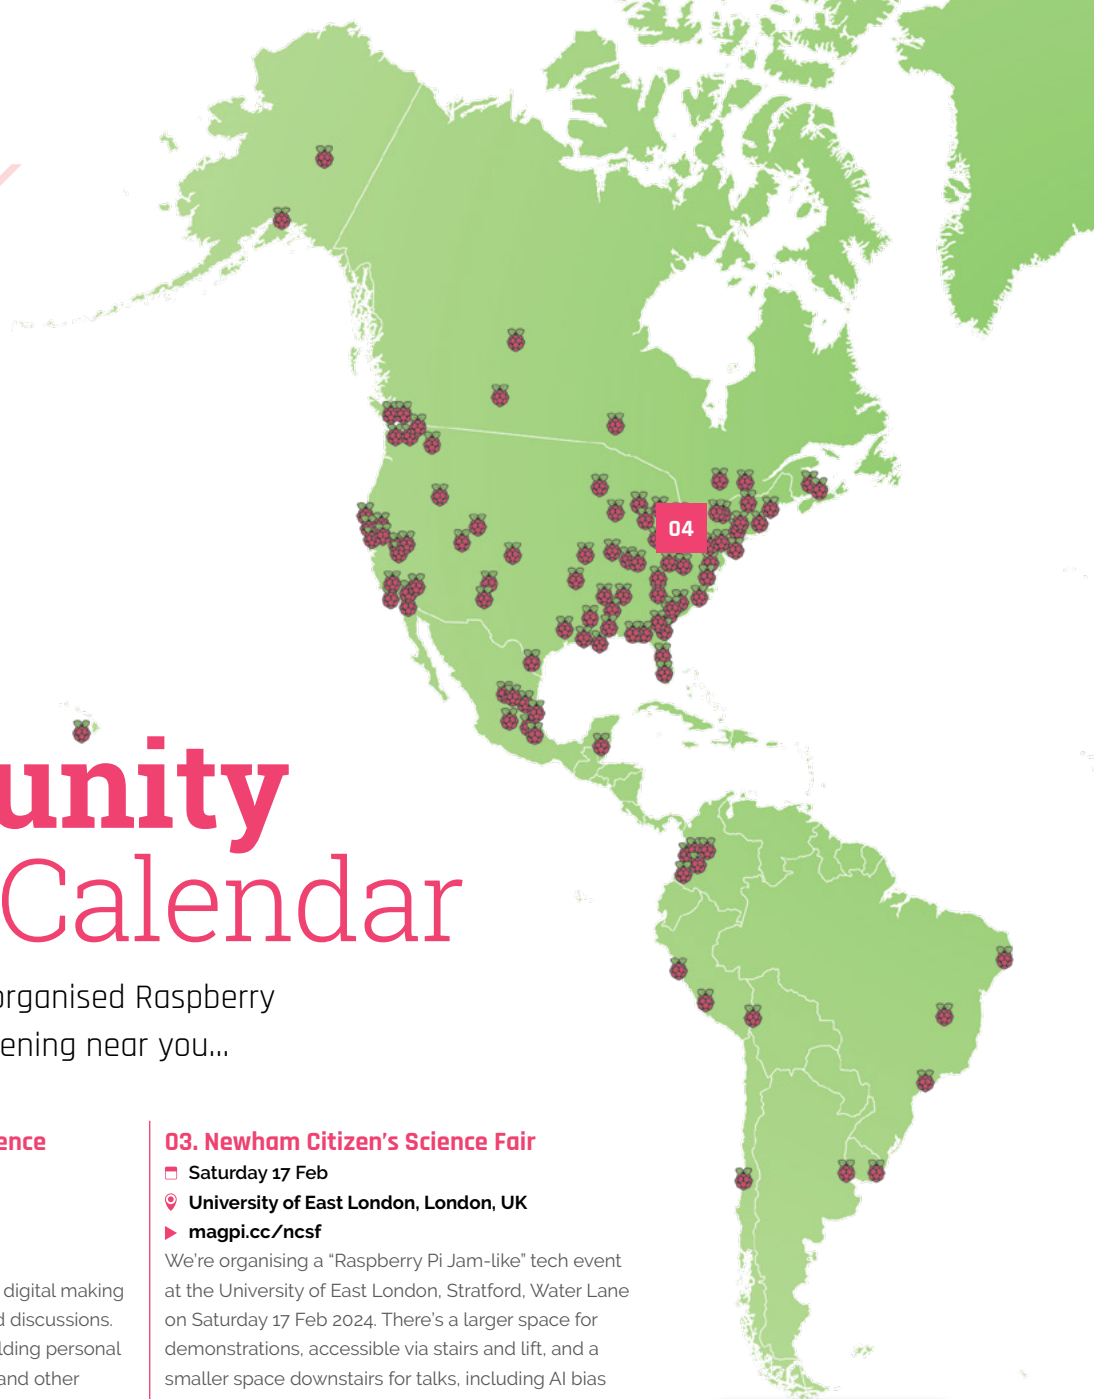 04
unity
Calendar
organised Raspberry
ening near you...
ence
digital making
d discussions.
lding personal
and other
03. Newham Citizen's Science Fair
Saturday 17 Feb
University of East London, London, UK
magpi.cc/ncsf
We're organising a “Raspberry Pi Jam-like” tech event
at the University of East London, Stratford, Water Lane
on Saturday 17 Feb 2024. There's a larger space for
demonstrations, accessible via stairs and lift, and a
smaller space downstairs for talks, including AI bias